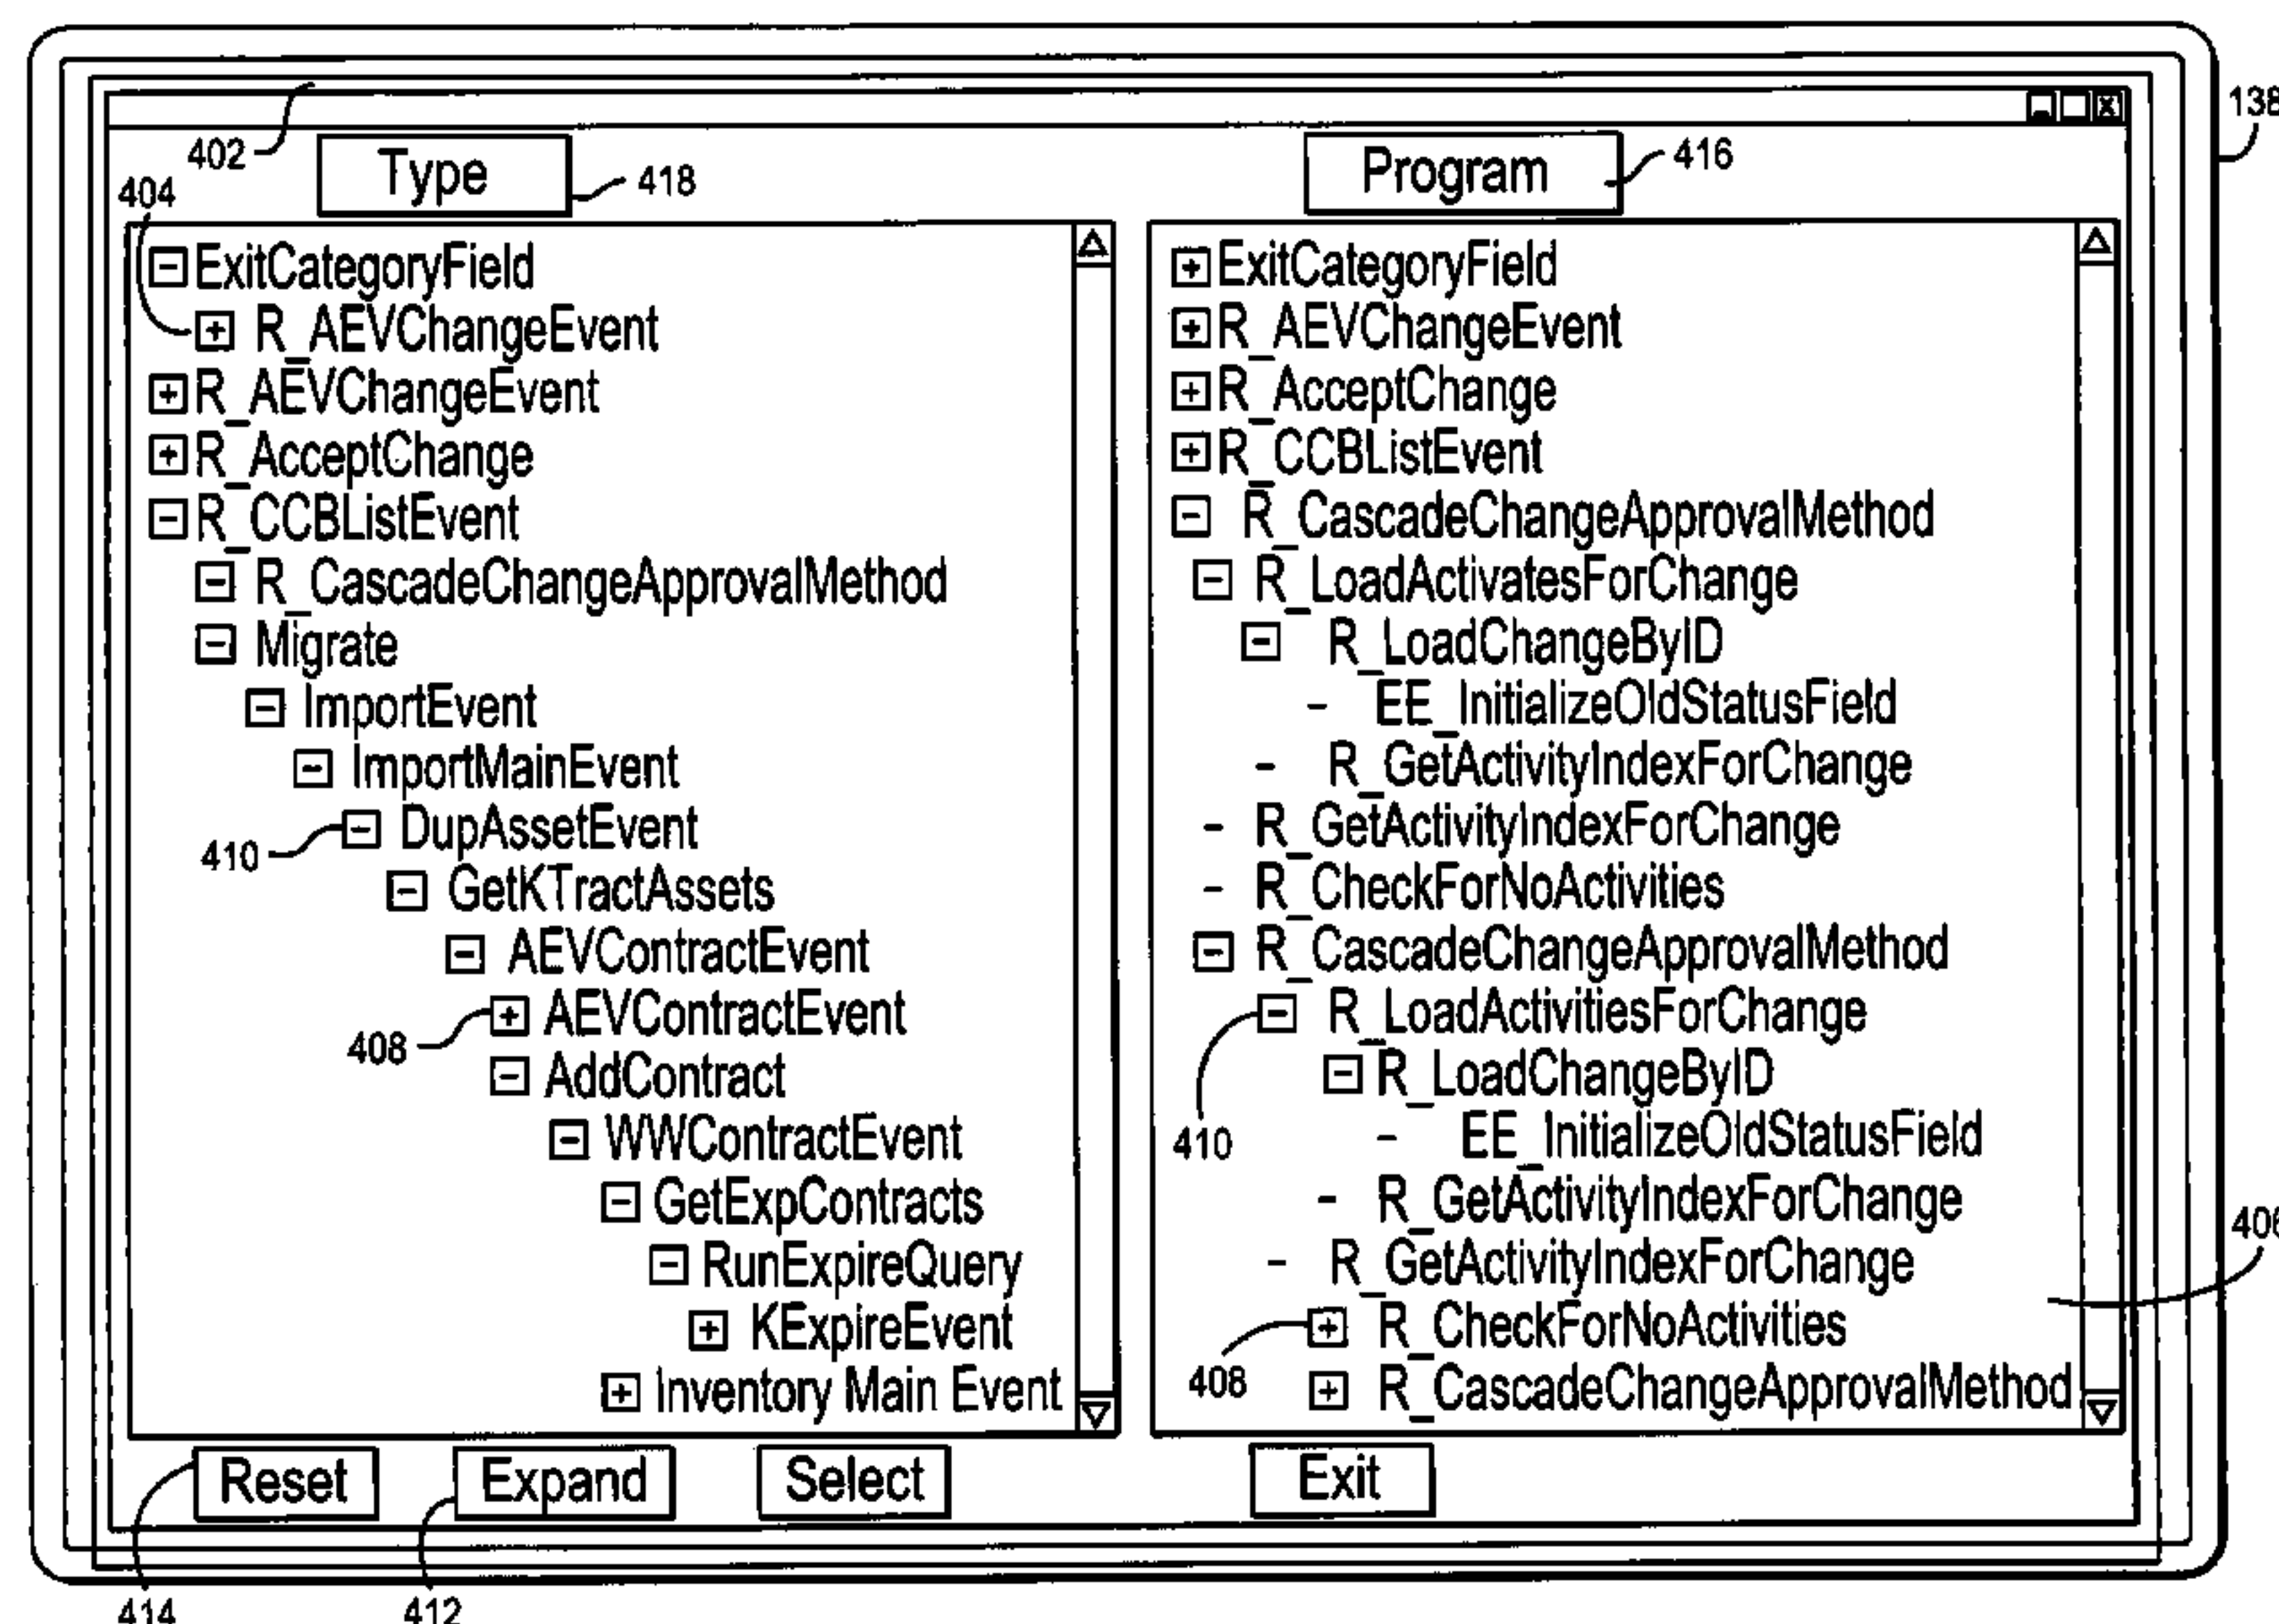 138
402
Type
418
Program
416
404
ExitCategoryField
R_AEVChangeEvent
R_AEVChangeEvent
R_AcceptChange
R_CCBListEvent
R_CascadeChangeApprovalMethod
Migrate
ImportEvent
ImportMainEvent
DupAssetEvent
410
GetKTractAssets
AEVContractEvent
AEVContractEvent
408
AddContract
WWContractEvent
GetExpContracts
RunExpireQuery
KExpireEvent
Inventory Main Event
ExitCategoryField
R_AEVChangeEvent
R_AcceptChange
R_CCBListEvent
R_CascadeChangeApprovalMethod
R_LoadActivatesForChange
R_LoadChangeByID
- EE_InitializeOldStatusField
- R_GetActivityIndexForChange
- R_GetActivityIndexForChange
- R_CheckForNoActivities
R_CascadeChangeApprovalMethod
R_LoadActivitiesForChange
410
R_LoadChangeByID
- EE_InitializeOldStatusField
- R_GetActivityIndexForChange
406
- R_GetActivityIndexForChange
R_CheckForNoActivities
408
R_CascadeChangeApprovalMethod
Reset
Expand
Select
Exit
414
412